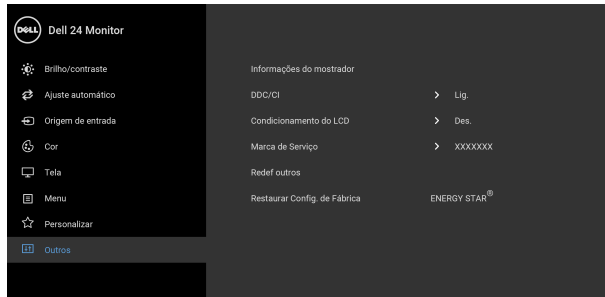 DELL Dell 24 Monitor
Brilho/contraste
Ajuste automático
Origem de entrada
Cor
Tela
Menu
Personalizar
Outros
Informações do mostrador
DDC/CI > Lig.
Condicionamento do LCD > Des.
Marca de Serviço > XXXXXXX
Redef outros
Restaurar Config. de Fábrica ENERGY STAR®